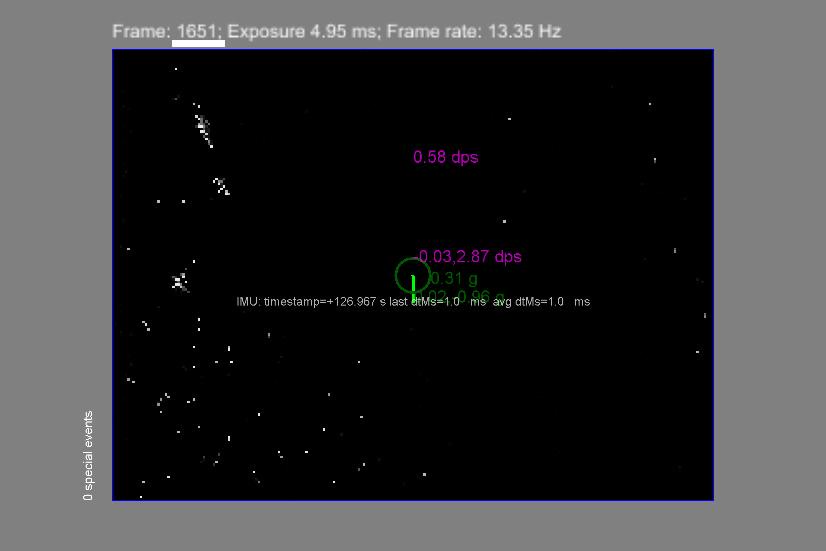 Frame: 1651; Exposure 4.95 ms; Frame rate: 13.35 Hz
0.58 dps
-0.03,2.87 dps
0.31 g
0.96 g
IMU: timestamp=+126.967 s last dtMs=1.0 ms avg dtMs=1.0 ms
0 special events